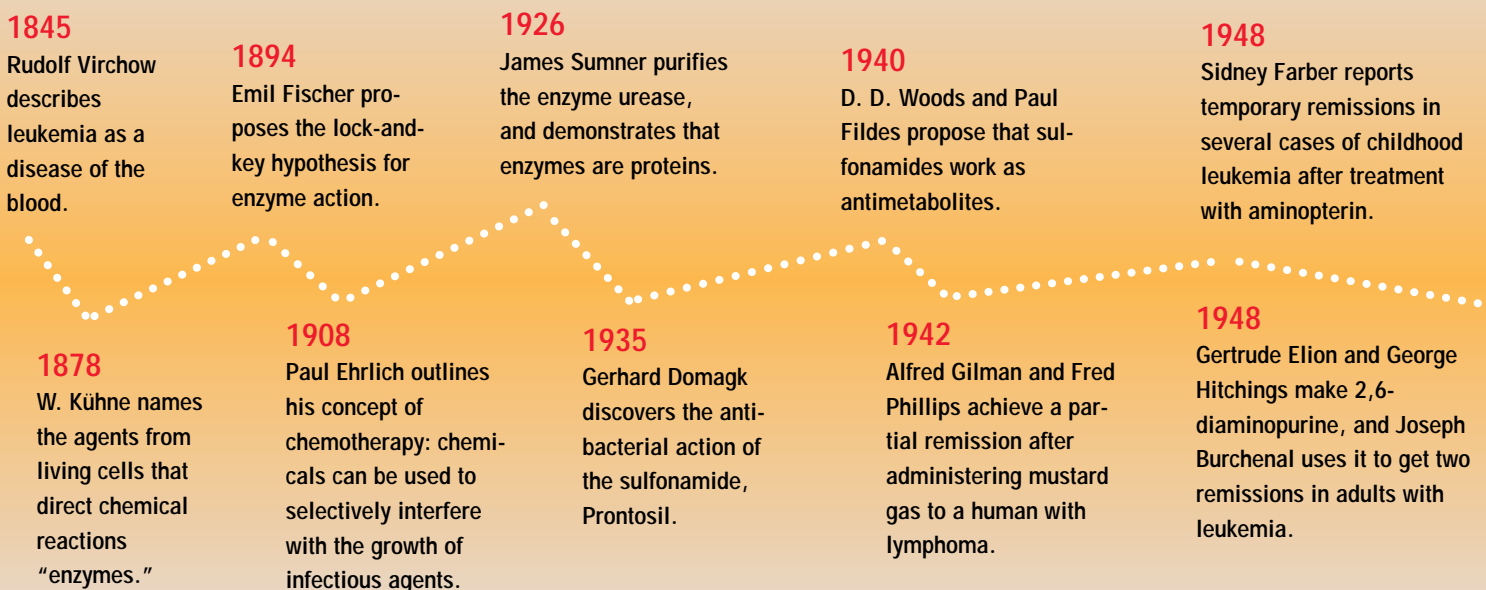 1845
Rudolf Virchow
describes
leukemia as a
disease of the
blood.
1878
W. Kühne names
the agents from
living cells that
direct chemical
reactions
“enzymes.”
1894
Emil Fischer pro-
poses the lock-and-
key hypothesis for
enzyme action.
1908
Paul Ehrlich outlines
his concept of
chemotherapy: chemi-
cals can be used to
selectively interfere
with the growth of
infectious agents.
1926
James Sumner purifies
the enzyme urease,
and demonstrates that
enzymes are proteins.
1935
Gerhard Domagk
discovers the anti-
bacterial action of
the sulfonamide,
Prontosil.
1940
D. D. Woods and Paul
Fildes propose that sul-
fonamides work as
antimetabolites.
1942
Alfred Gilman and Fred
Phillips achieve a par-
tial remission after
administering mustard
gas to a human with
lymphoma.
1948
Sidney Farber reports
temporary remissions in
several cases of childhood
leukemia after treatment
with aminopterin.
1948
Gertrude Elion and George
Hitchings make 2,6-
diaminopurine, and Joseph
Burchenal uses it to get two
remissions in adults with
leukemia.